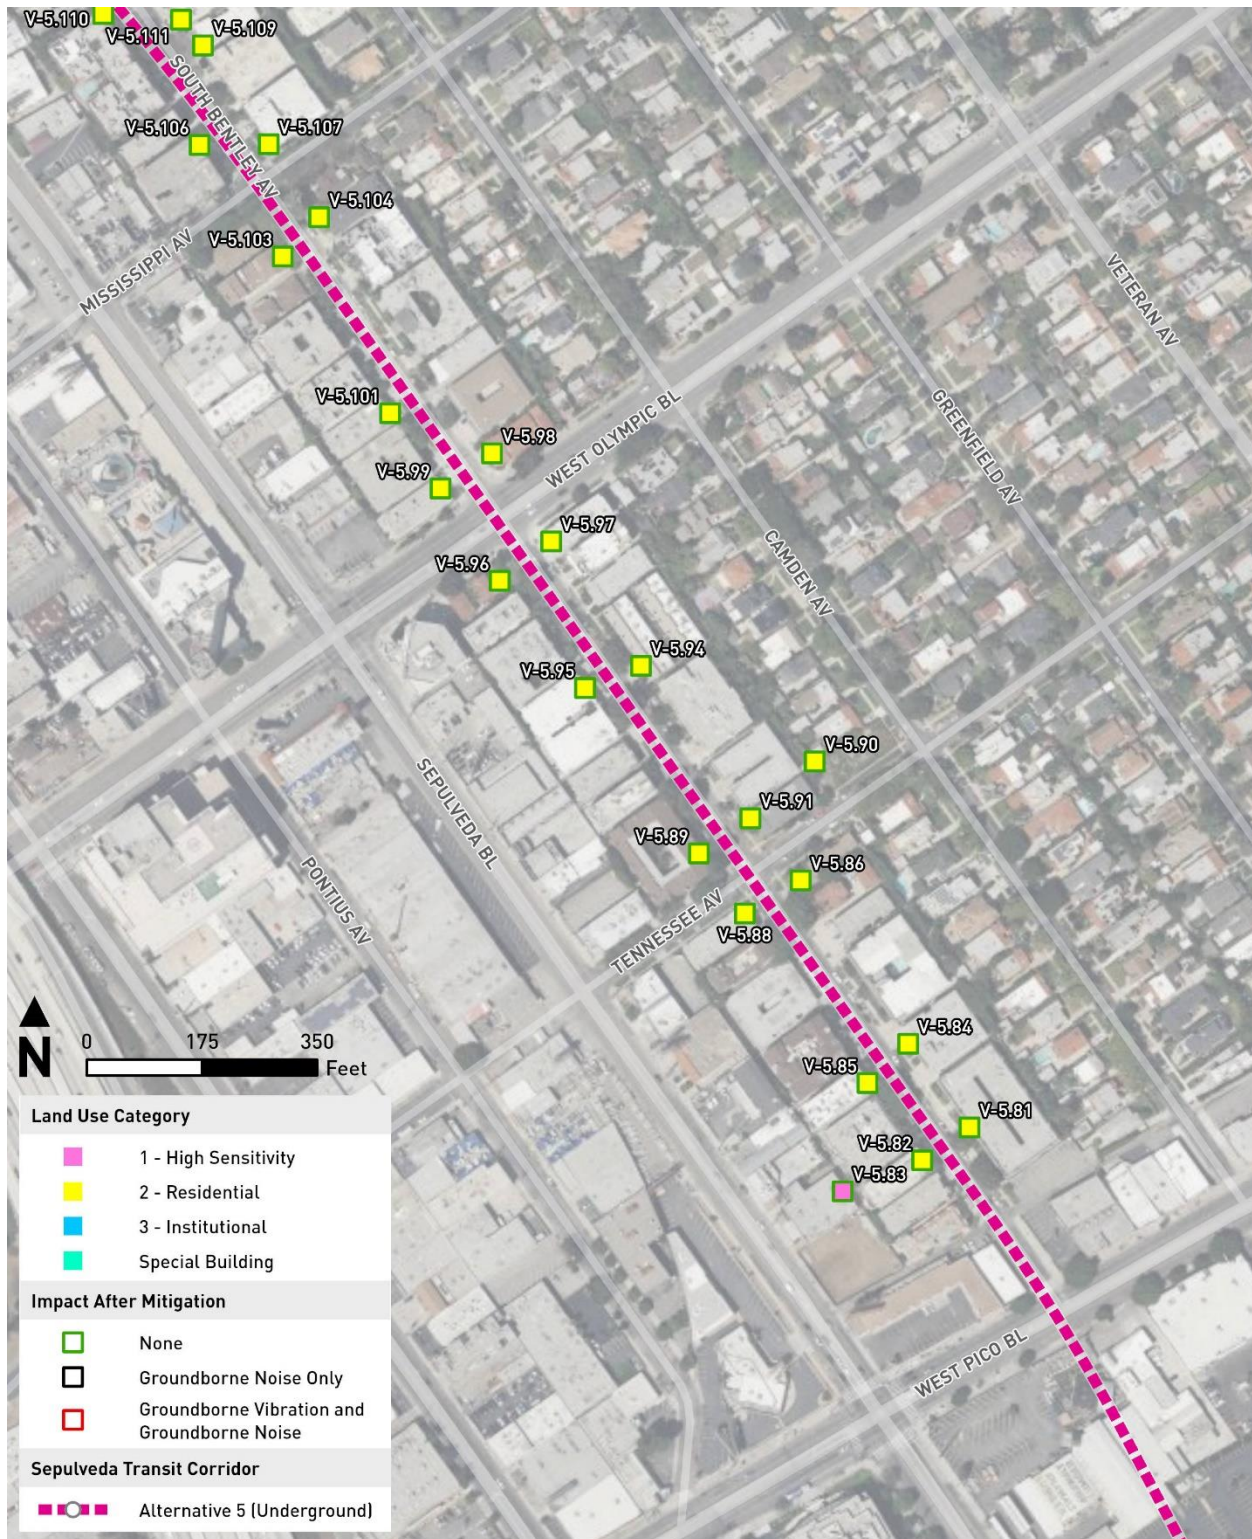 V-5.110
V-5.111
V-5.109
SOUTH BENTLEY AV
V-5.106
V-5.107
V-5.104
V-5.103
MISSISSIPPI AV
VETERAN AV
V-5.101
V-5.98
WEST OLYMPIC BL
GREENFIELD AV
V-5.99
V-5.97
V-5.96
CAMDEN AV
V-5.94
V-5.95
V-5.90
SEPULVEDA BL
V-5.91
V-5.89
V-5.86
PONTIUS AV
TENNESSEE AV
V-5.88
V-5.84
V-5.85
V-5.81
V-5.82
V-5.83
WEST PICO BL
N
0 175 350
Feet
Land Use Category
1 - High Sensitivity
2 - Residential
3 - Institutional
Special Building
Impact After Mitigation
None
Groundborne Noise Only
Groundborne Vibration and
Groundborne Noise
Sepulveda Transit Corridor
Alternative 5 (Underground)